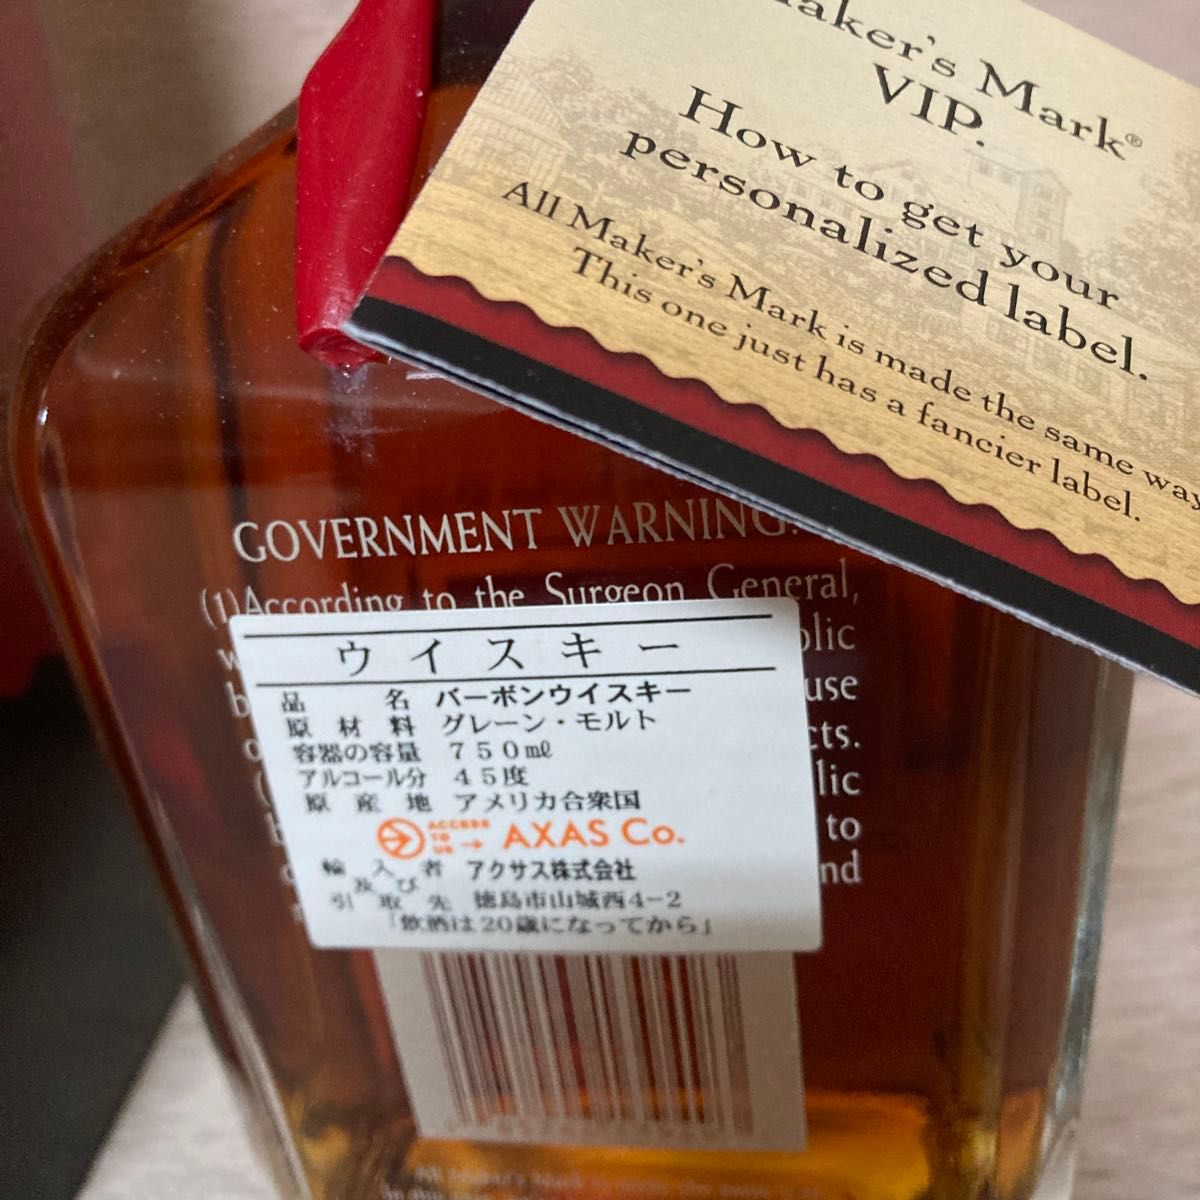 Maker's Mark®
VIP.
How to get your
personalized label.
All Maker's Mark is made the same way
This one just has a fancier label.
GOVERNMENT WARNING:
(1)According to the Surgeon General,
use
lic
to
ウイスキー
品名 バーボンウイスキー
原材料 グレーン・モルト
容器の容量 750㎖
アルコール分 45度
原産地 アメリカ合衆国
ACCESS TO US → AXAS Co.
輸入者 アクサス株式会社
及び
引取先 徳島市山城西4-2
「飲酒は20歳になってから」